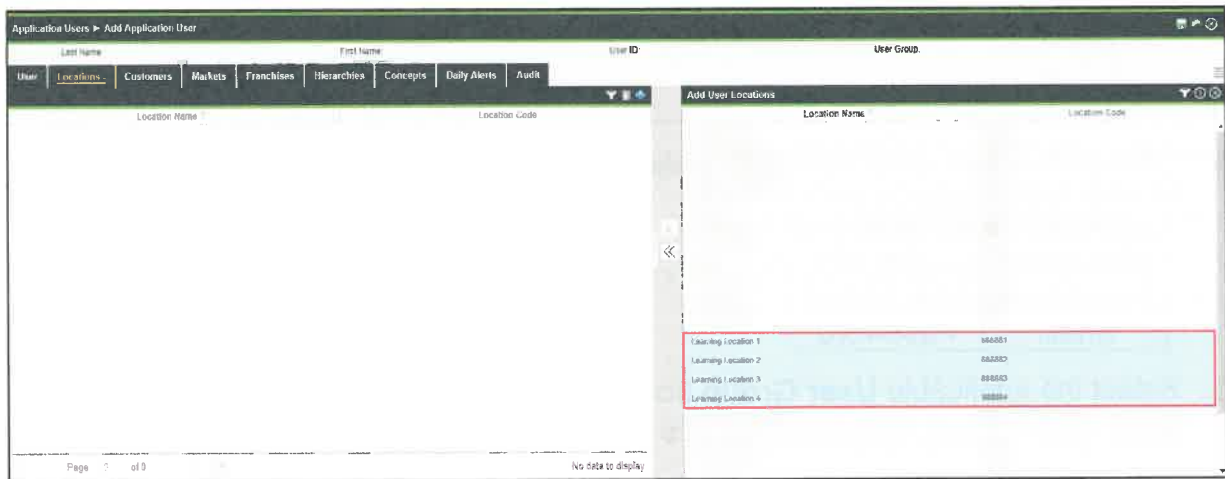 Application Users ► Add Application User
Last Name First Name: User ID: User Group:
User Locations Customers Markets Franchises Hierarchies Concepts Daily Alerts Audit
Add User Locations
Location Name Location Code
Location Name Location Code
Learning Location 1
Learning Location 2 888882
Learning Location 3 888883
Learning Location 4 888884
Page of 0 No data to display